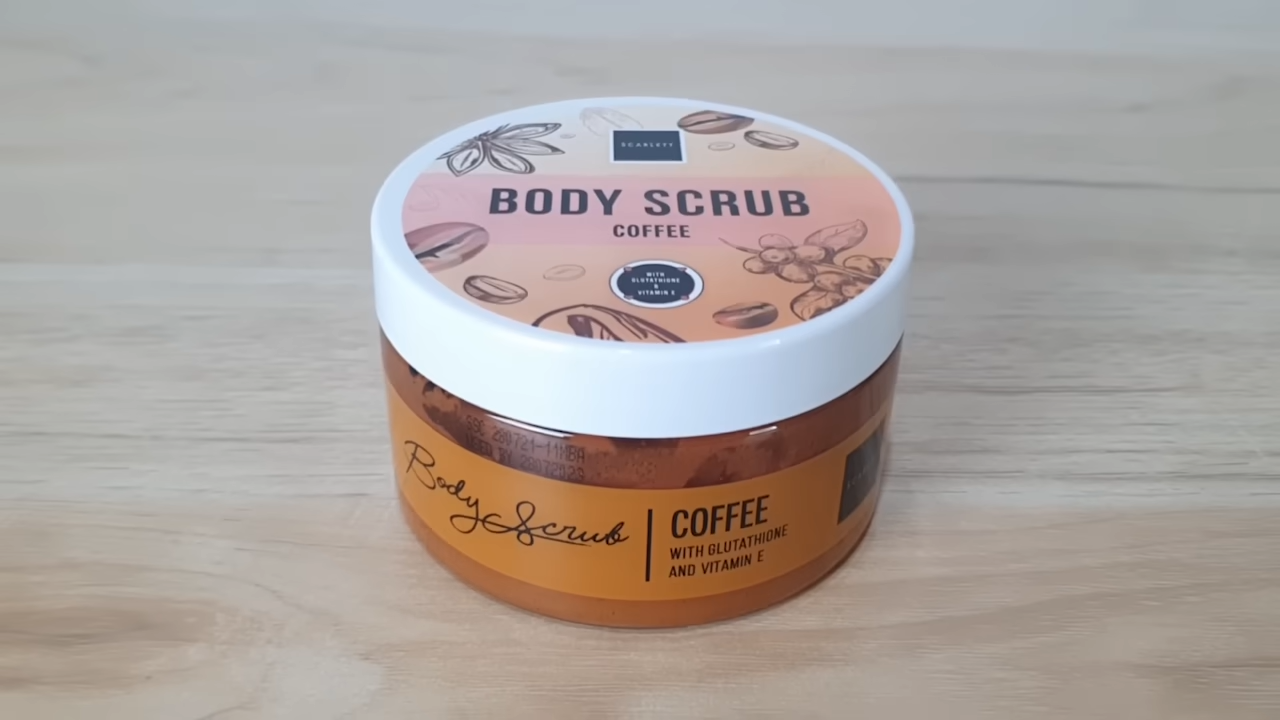 SCARLETT
BODY SCRUB
COFFEE
WITH
GLUTATHIONE
&
VITAMIN E
Body Scrub
COFFEE
WITH GLUTATHIONE
AND VITAMIN E